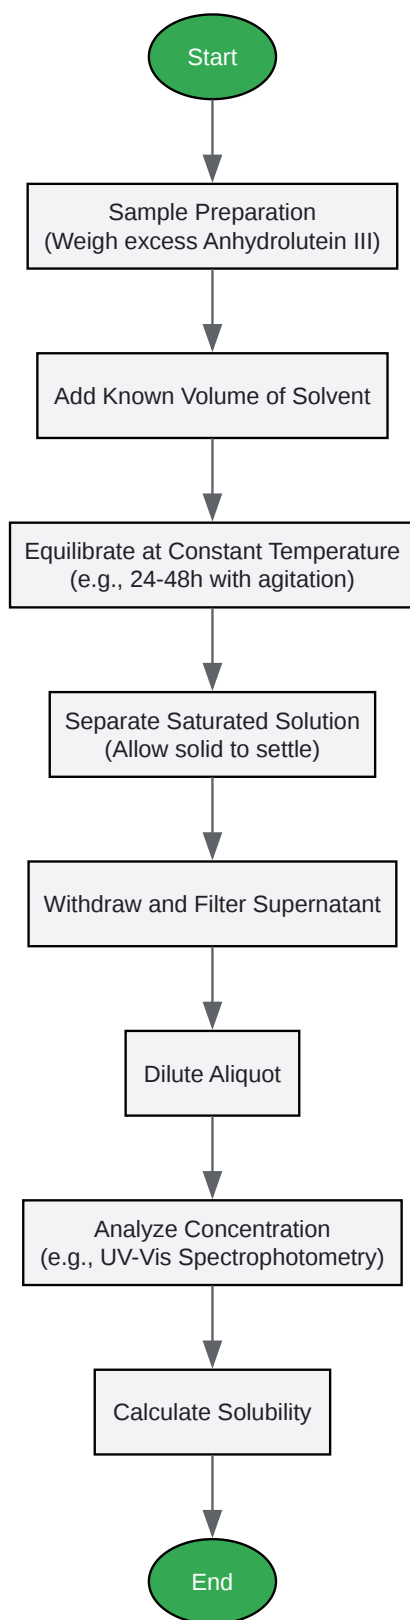 Start
Sample Preparation
(Weigh excess Anhydrolutein III)
Add Known Volume of Solvent
Equilibrate at Constant Temperature
(e.g., 24-48h with agitation)
Separate Saturated Solution
(Allow solid to settle)
Withdraw and Filter Supernatant
Dilute Aliquot
Analyze Concentration
(e.g., UV-Vis Spectrophotometry)
Calculate Solubility
End